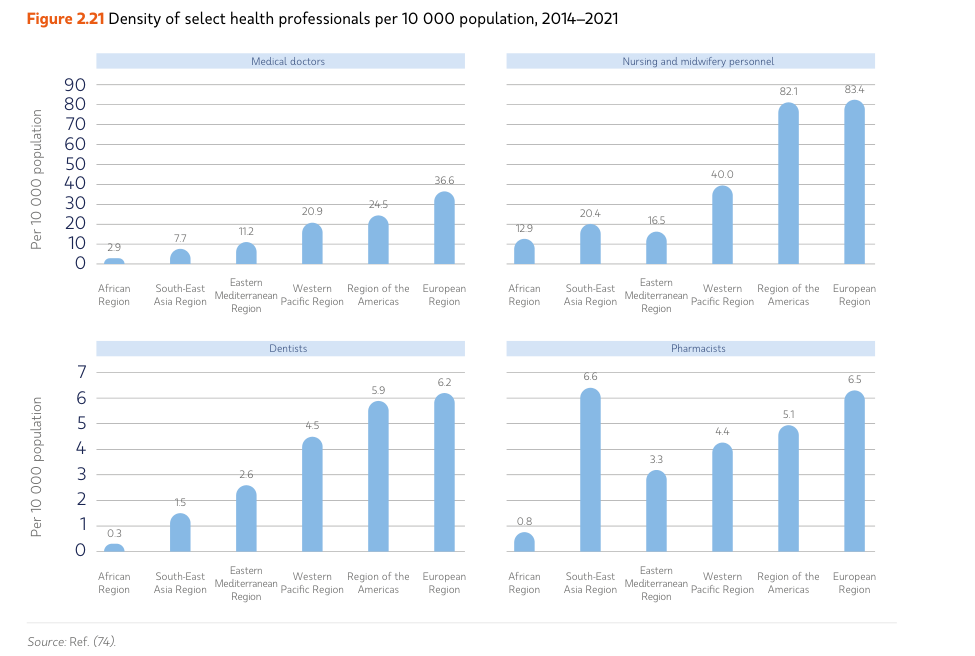 Figure 2.21 Density of select health professionals per 10 000 population, 2014–2021
Medical doctors
Per 10 000 population
90
80
70
60
50
40
30
20
10
0
2.9
7.7
11.2
20.9
24.5
36.6
African
Region
South-East
Asia Region
Eastern
Mediterranean
Region
Western
Pacific Region
Region of the
Americas
European
Region
Nursing and midwifery personnel
12.9
20.4
16.5
40.0
82.1
83.4
African
Region
South-East
Asia Region
Eastern
Mediterranean
Region
Western
Pacific Region
Region of the
Americas
European
Region
Dentists
Per 10 000 population
7
6
5
4
3
2
1
0
0.3
1.5
2.6
4.5
5.9
6.2
African
Region
South-East
Asia Region
Eastern
Mediterranean
Region
Western
Pacific Region
Region of the
Americas
European
Region
Pharmacists
0.8
6.6
3.3
4.4
5.1
6.5
African
Region
South-East
Asia Region
Eastern
Mediterranean
Region
Western
Pacific Region
Region of the
Americas
European
Region
Source: Ref. (74).